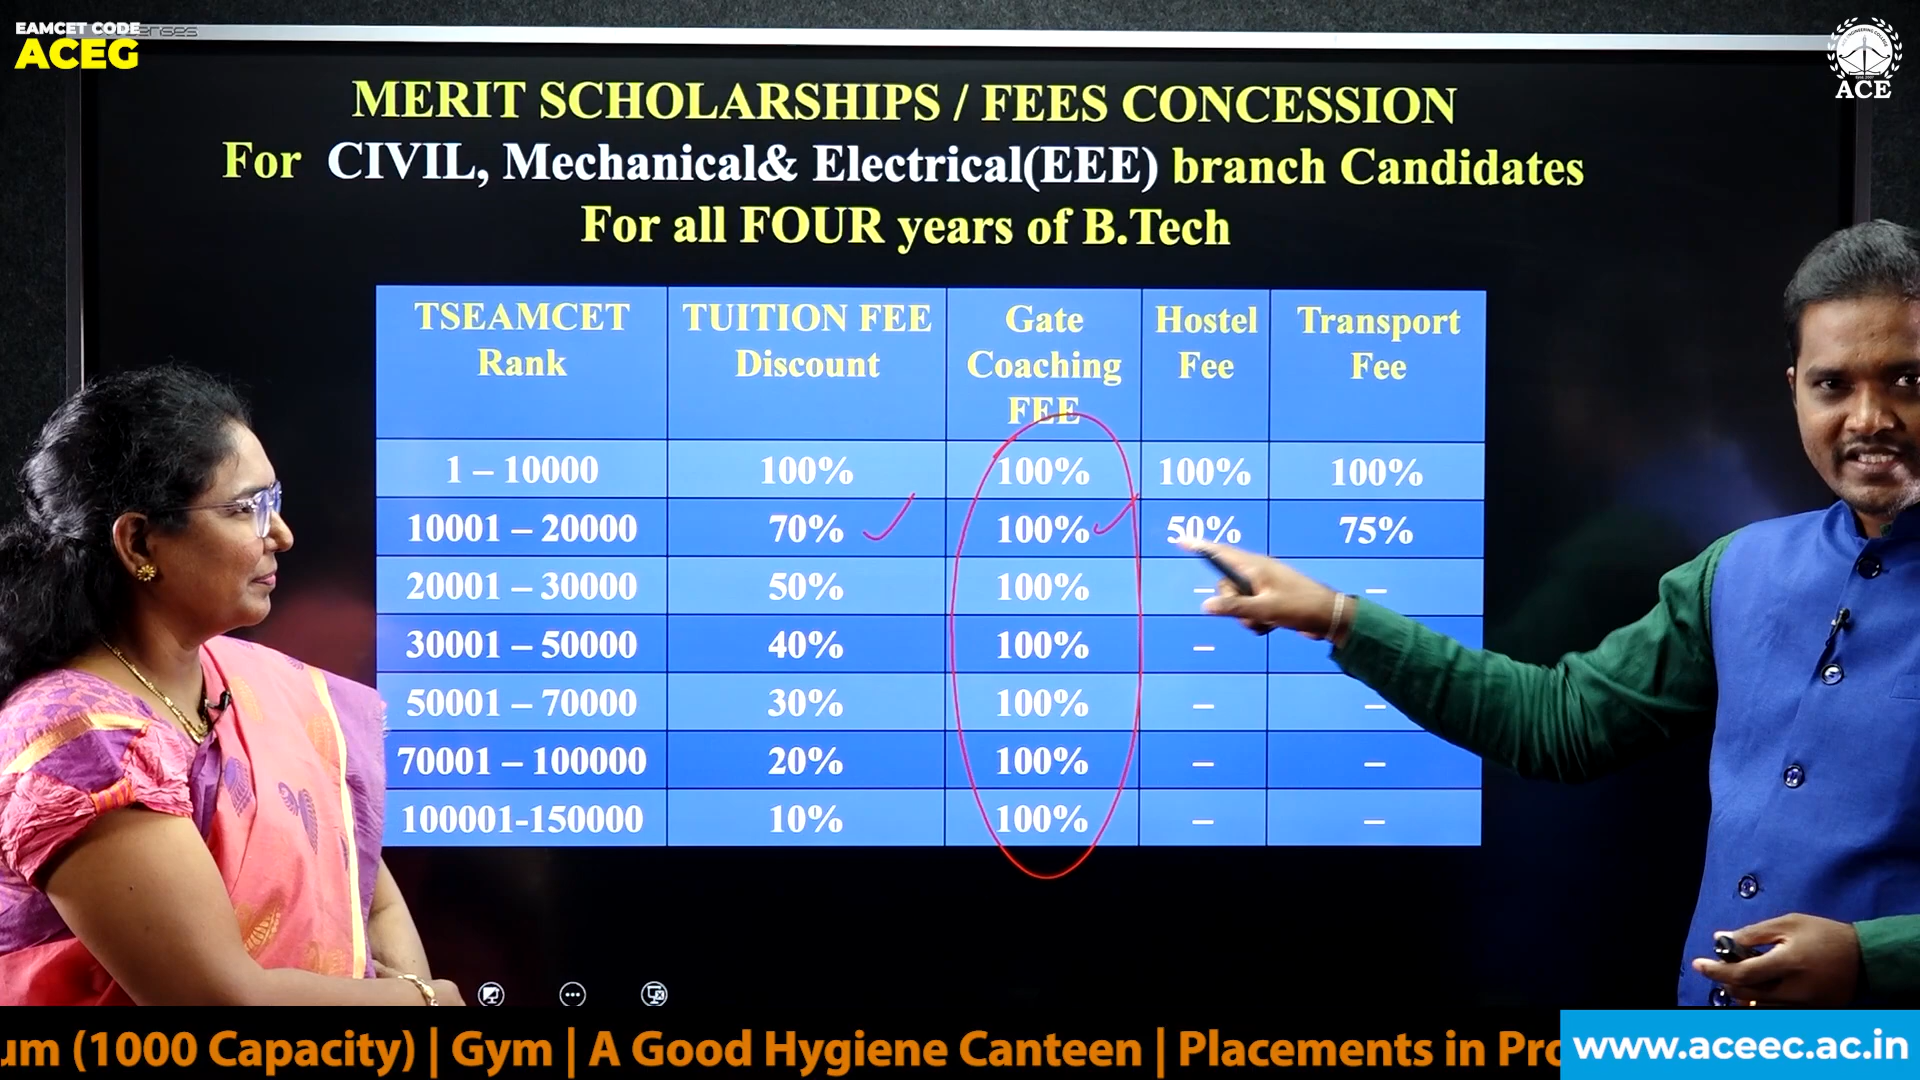 EAMCET CODE
ACEG
ACE
MERIT SCHOLARSHIPS / FEES CONCESSION
For CIVIL, Mechanical& Electrical(EEE) branch Candidates
For all FOUR years of B.Tech
TSEAMCET Rank | TUITION FEE Discount | Gate Coaching FEE | Hostel Fee | Transport Fee
1 – 10000 | 100% | 100% | 100% | 100%
10001 – 20000 | 70% | 100% | 50% | 75%
20001 – 30000 | 50% | 100% | – | –
30001 – 50000 | 40% | 100% | –
50001 – 70000 | 30% | 100% | – | –
70001 – 100000 | 20% | 100% | – | –
100001-150000 | 10% | 100% | – | –
um (1000 Capacity) | Gym | A Good Hygiene Canteen | Placements in Pro
www.aceec.ac.in